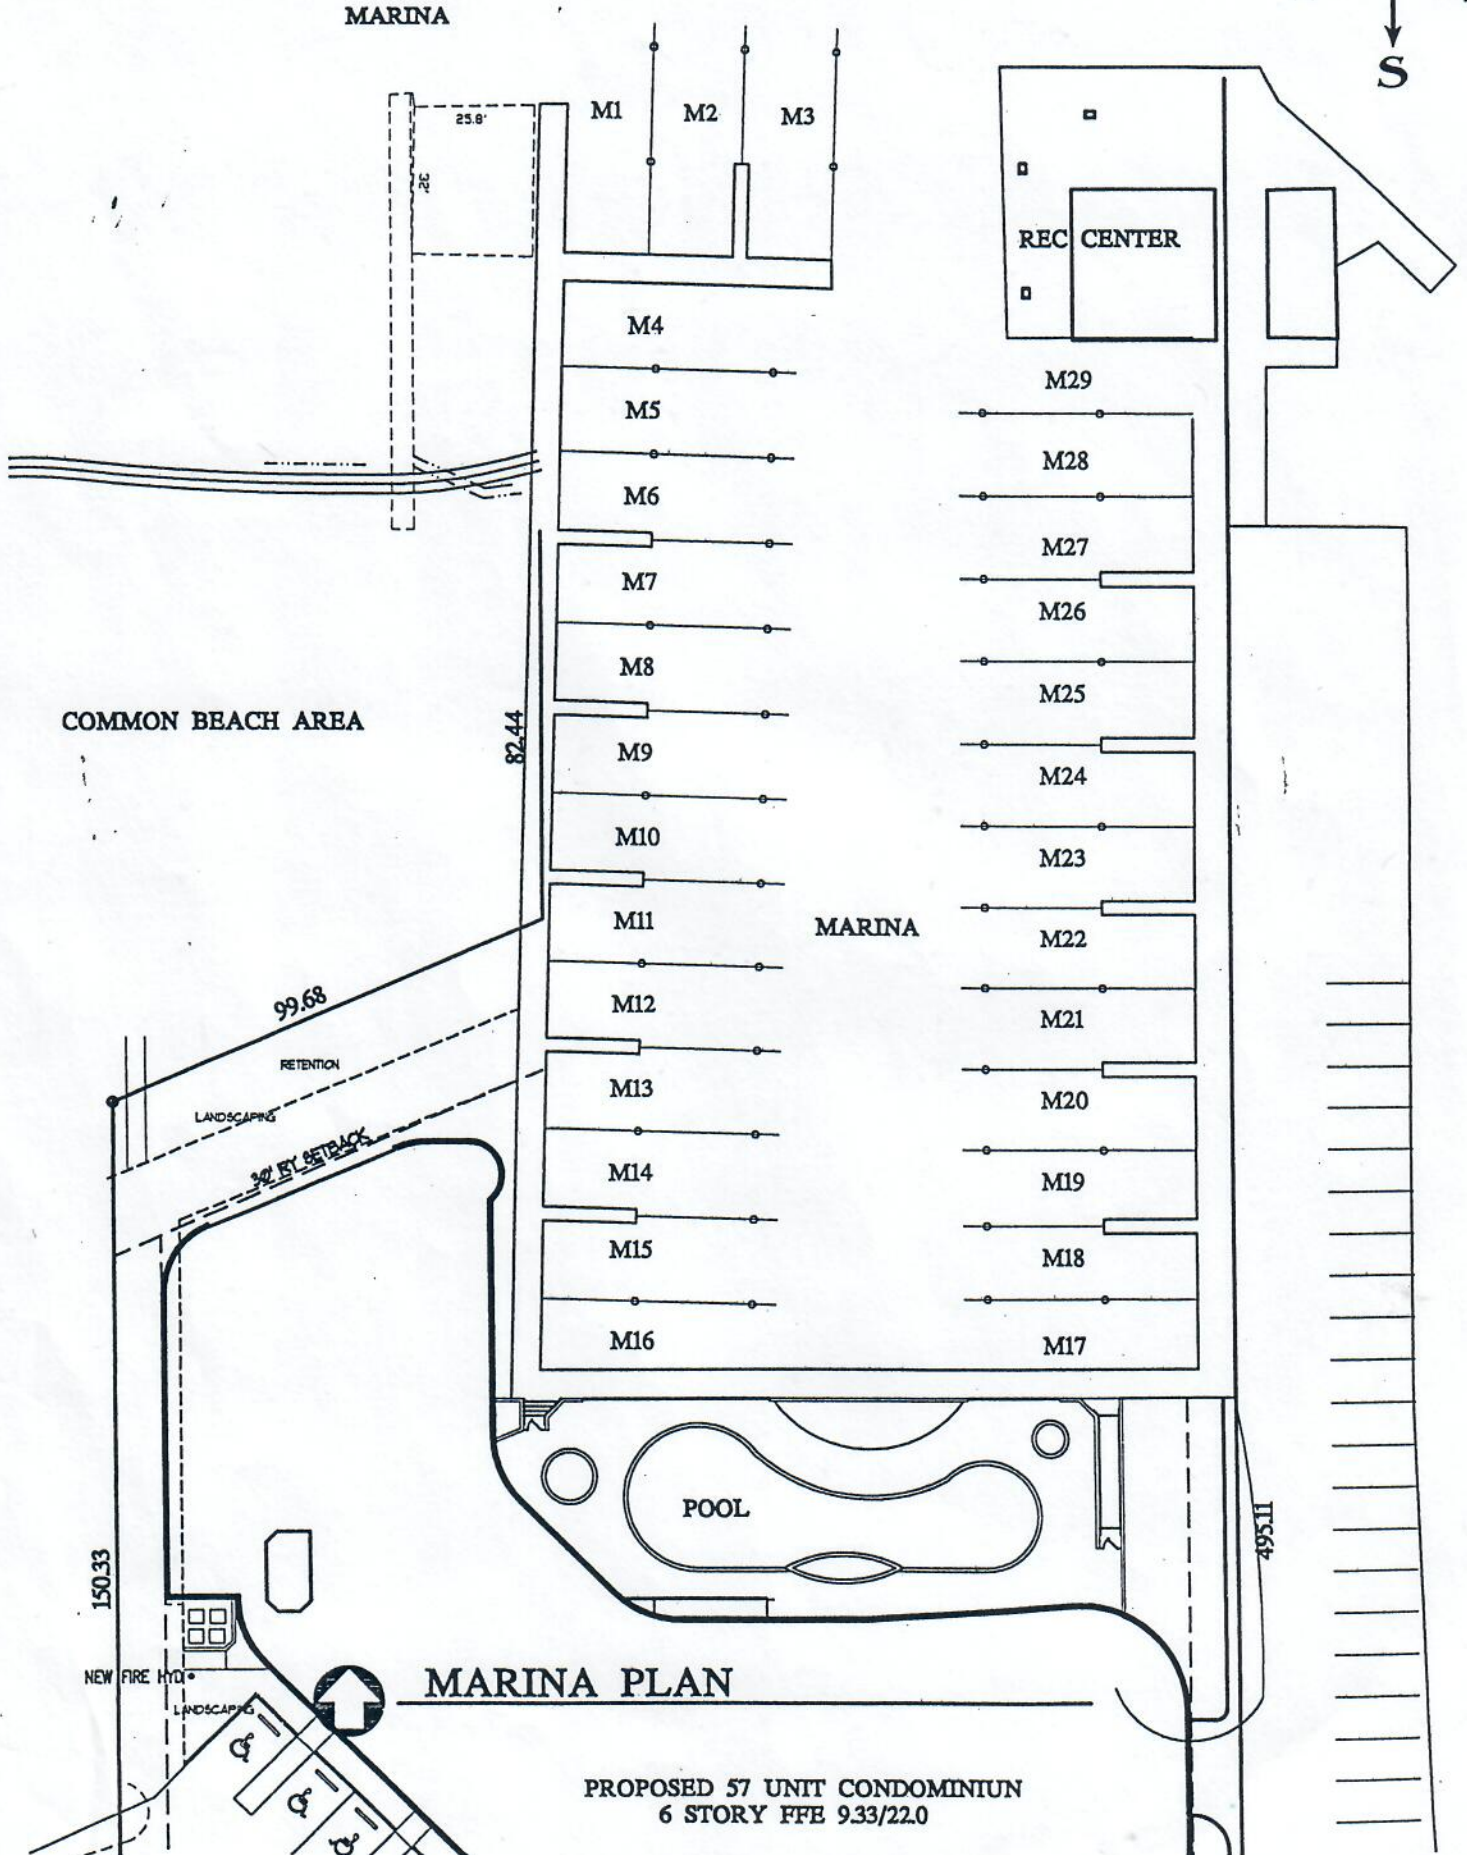 MARINA
S
M1
M2
M3
25.8'
32'
REC CENTER
M4
M29
M5
M28
M6
M27
M7
M26
M8
M25
COMMON BEACH AREA
82.44
M9
M24
M10
M23
M11
MARINA
M22
99.68
M12
M21
RETENTION
M13
M20
LANDSCAPING
30' BY SETBACK
M14
M19
M15
M18
M16
M17
POOL
495.11
150.33
NEW FIRE HYD
MARINA PLAN
LANDSCAPING
PROPOSED 57 UNIT CONDOMINIUN
6 STORY FFE 9.33/22.0